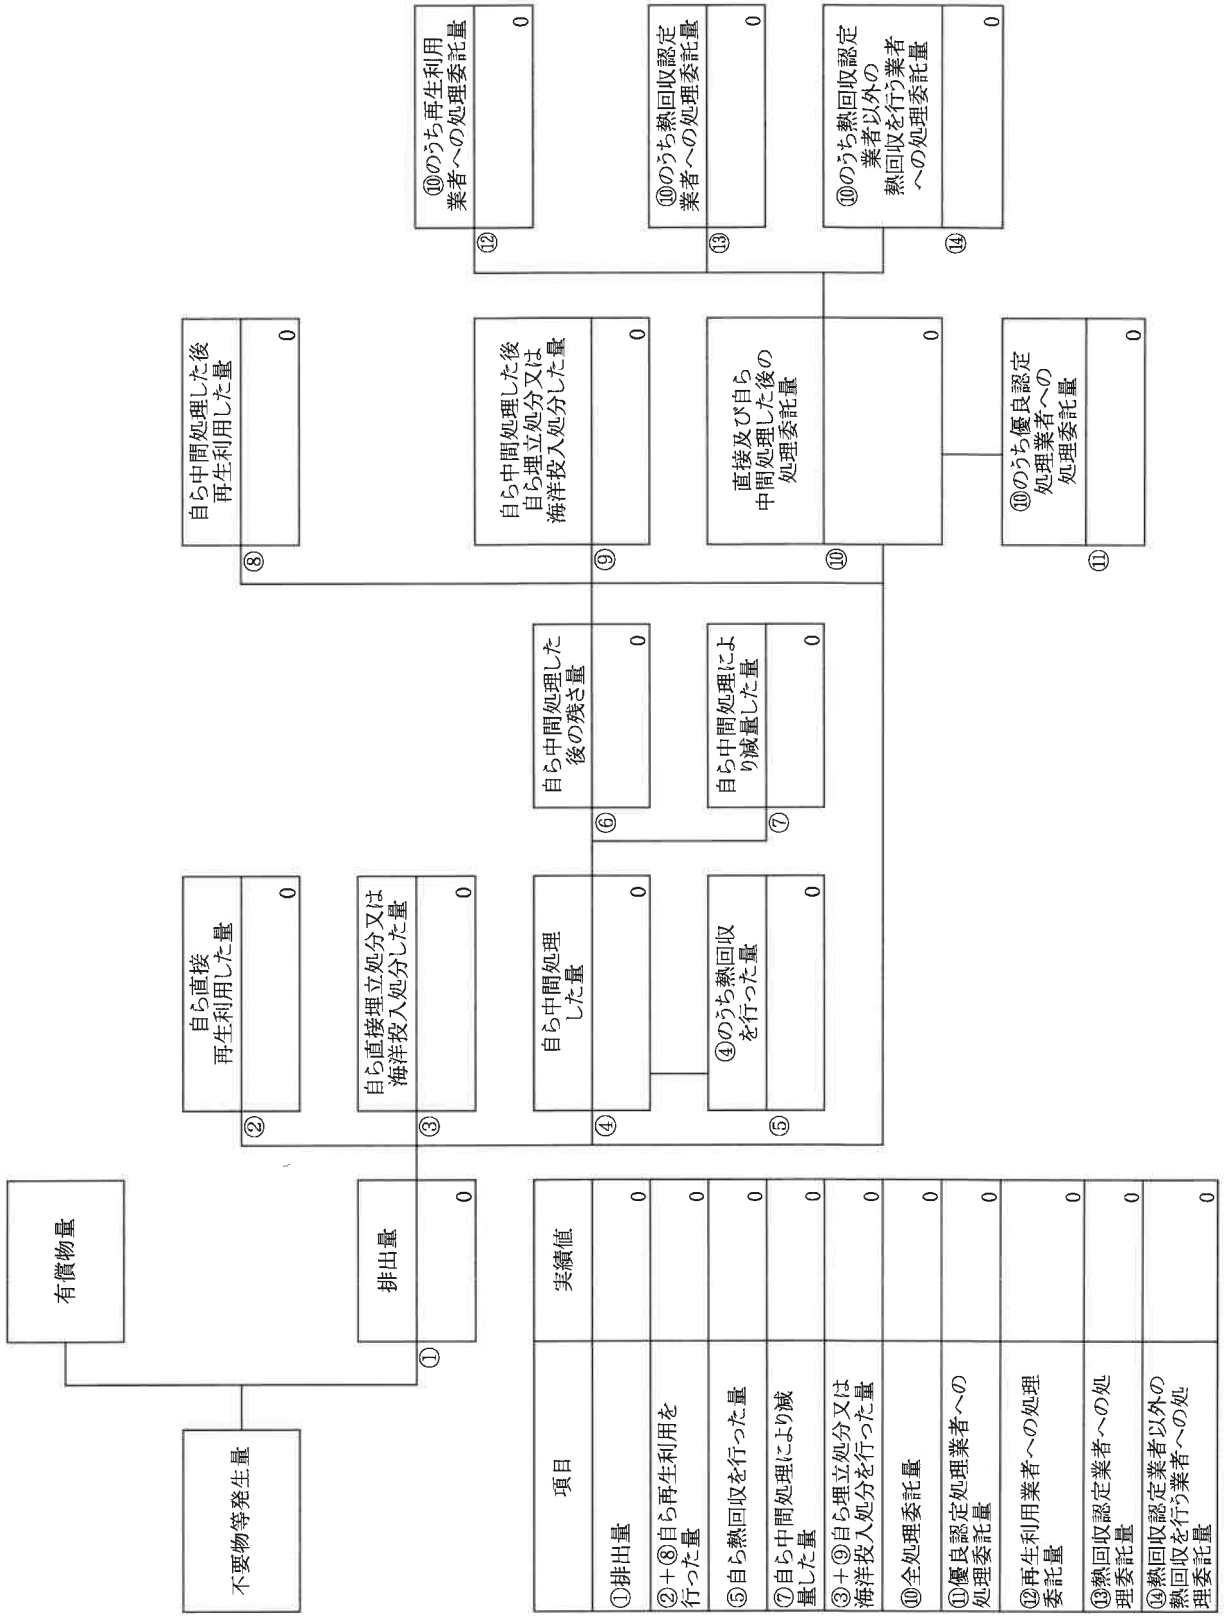 不要物等発生量
有償物量
①
排出量
0
②
自ら直接
再生利用した量
0
③
自ら直接埋立処分又は
海洋投入処分した量
0
④
自ら中間処理
した量
0
⑤
④のうち熱回収
を行った量
0
⑥
自ら中間処理した
後の残さ量
0
⑦
自ら中間処理によ
り減量した量
0
⑧
自ら中間処理した後
再生利用した量
0
⑨
自ら中間処理した後
自ら埋立処分又は
海洋投入処分した量
0
⑩
直接及び自ら
中間処理した後の
処理委託量
0
⑪
⑩のうち優良認定
処理業者への
処理委託量
0
⑫
⑩のうち再生利用
業者への処理委託量
0
⑬
⑩のうち熱回収認定
業者への処理委託量
0
⑭
⑩のうち熱回収認定
業者以外の
熱回収を行う業者
への処理委託量
0
項目 実績値
①排出量 0
②+⑧自ら再生利用を
行った量 0
⑤自ら熱回収を行った量 0
⑦自ら中間処理により減
量した量 0
③+⑨自ら埋立処分又は
海洋投入処分を行った量 0
⑩全処理委託量 0
⑪優良認定処理業者への
処理委託量 0
⑫再生利用業者への処理
委託量 0
⑬熱回収認定業者への処
理委託量 0
⑭熱回収認定業者以外の
熱回収を行う業者への処
理委託量 0